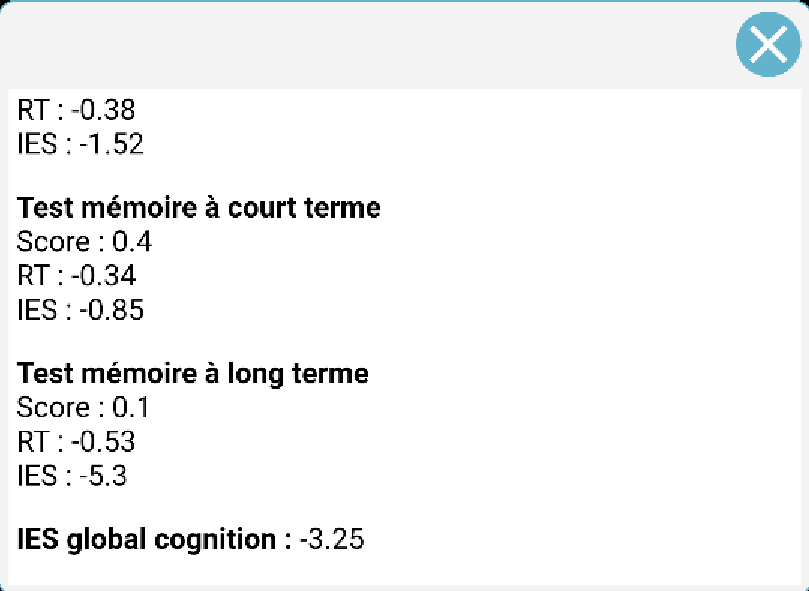 RT : -0.38
IES : -1.52
Test mémoire à court terme
Score : 0.4
RT : -0.34
IES : -0.85
Test mémoire à long terme
Score : 0.1
RT : -0.53
IES : -5.3
IES global cognition : -3.25